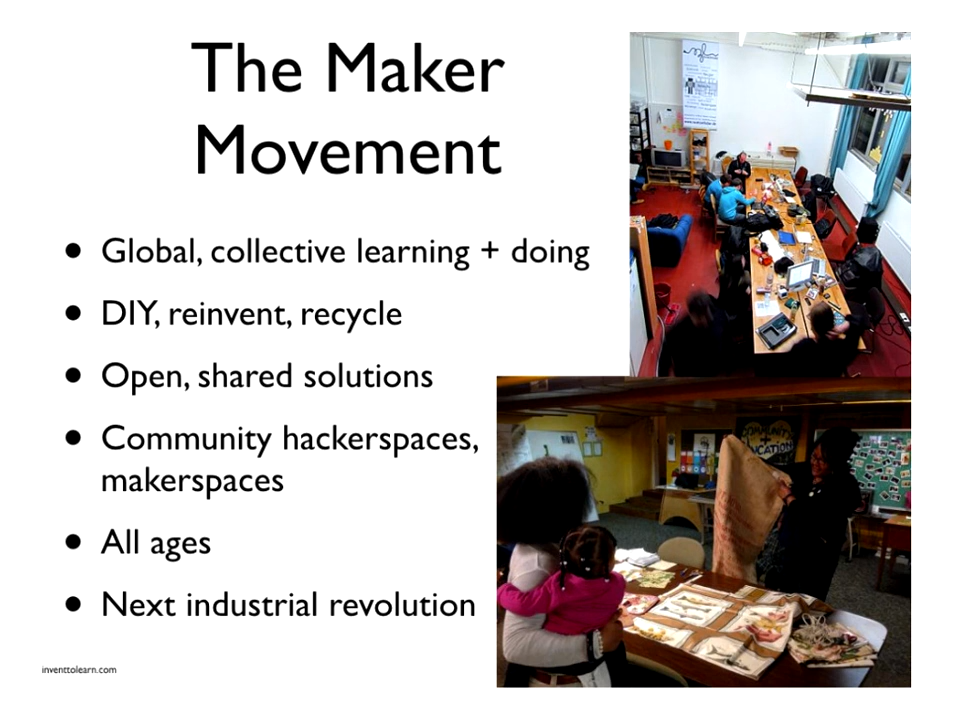 The Maker
Movement
• Global, collective learning + doing
• DIY, reinvent, recycle
• Open, shared solutions
• Community hackerspaces,
makerspaces
• All ages
• Next industrial revolution
inventtolearn.com
COMMUNITY